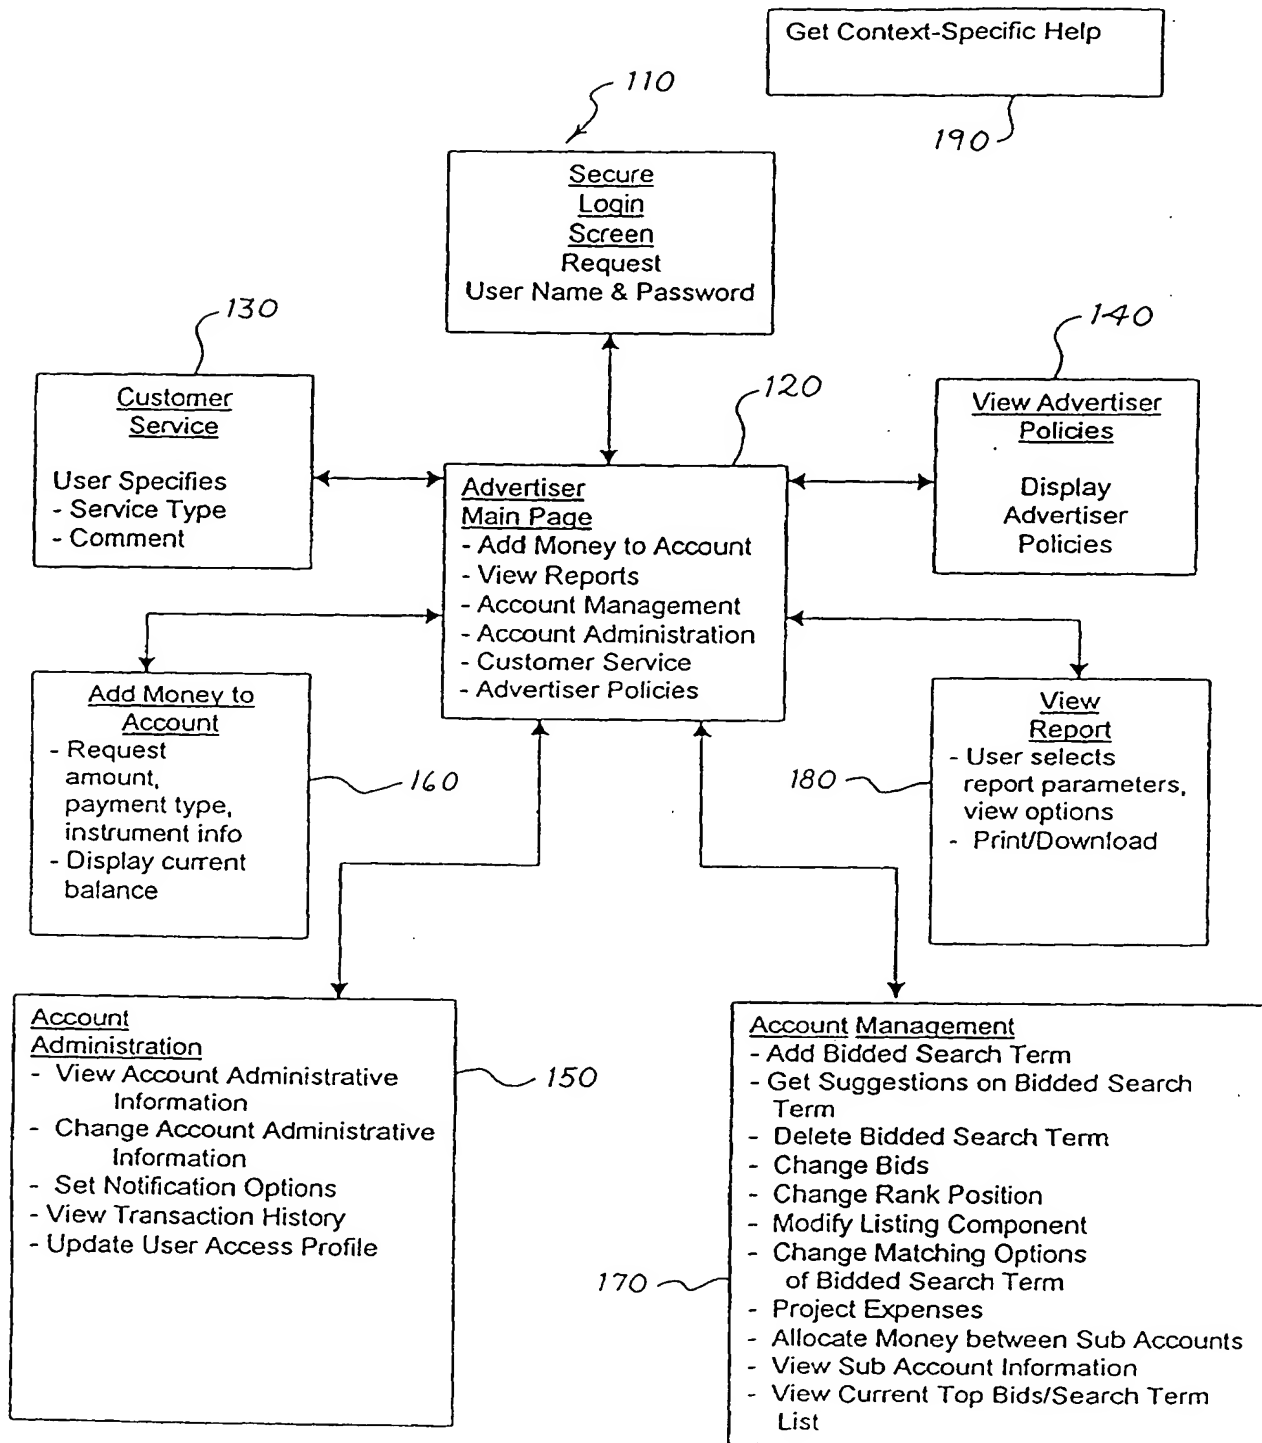 Get Context-Specific Help
190
110
Secure
Login
Screen
Request
User Name & Password
130
140
120
Customer
Service
User Specifies
- Service Type
- Comment
View Advertiser
Policies
Display
Advertiser
Policies
Advertiser
Main Page
- Add Money to Account
- View Reports
- Account Management
- Account Administration
- Customer Service
- Advertiser Policies
Add Money to
Account
- Request
amount,
payment type,
instrument info
- Display current
balance
160
View
Report
- User selects
report parameters,
view options
- Print/Download
180
Account
Administration
- View Account Administrative
Information
- Change Account Administrative
Information
- Set Notification Options
- View Transaction History
- Update User Access Profile
150
Account Management
- Add Bidded Search Term
- Get Suggestions on Bidded Search
Term
- Delete Bidded Search Term
- Change Bids
- Change Rank Position
- Modify Listing Component
- Change Matching Options
of Bidded Search Term
- Project Expenses
- Allocate Money between Sub Accounts
- View Sub Account Information
- View Current Top Bids/Search Term
List
170